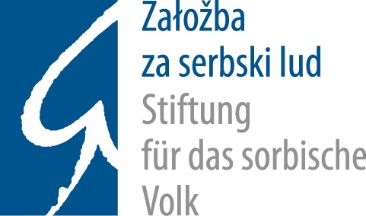 Załožba
za serbski lud
Stiftung
für das sorbische
Volk